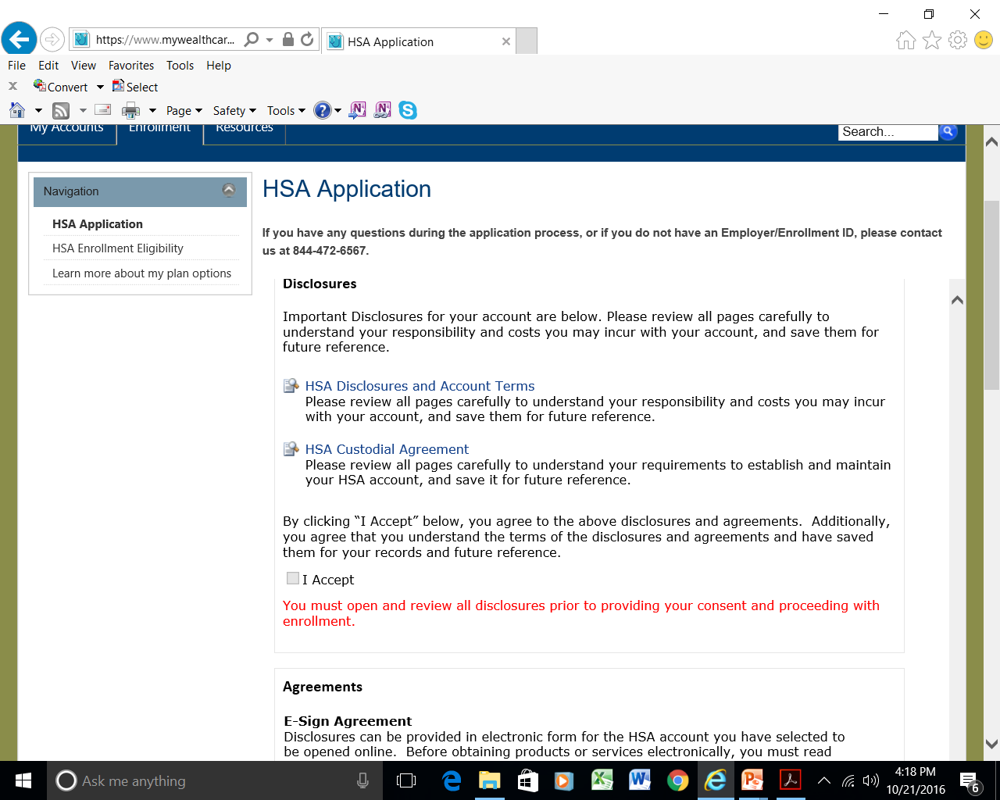 https://www.mywealthcar...
HSA Application
File Edit View Favorites Tools Help
Convert Select
Page Safety Tools
My Accounts Enrollment Resources
Search...
Navigation
HSA Application
HSA Enrollment Eligibility
Learn more about my plan options
HSA Application
If you have any questions during the application process, or if you do not have an Employer/Enrollment ID, please contact
us at 844-472-6567.
Disclosures
Important Disclosures for your account are below. Please review all pages carefully to
understand your responsibility and costs you may incur with your account, and save them for
future reference.
HSA Disclosures and Account Terms
Please review all pages carefully to understand your responsibility and costs you may incur
with your account, and save them for future reference.
HSA Custodial Agreement
Please review all pages carefully to understand your requirements to establish and maintain
your HSA account, and save it for future reference.
By clicking “I Accept” below, you agree to the above disclosures and agreements. Additionally,
you agree that you understand the terms of the disclosures and agreements and have saved
them for your records and future reference.
I Accept
You must open and review all disclosures prior to providing your consent and proceeding with
enrollment.
Agreements
E-Sign Agreement
Disclosures can be provided in electronic form for the HSA account you have selected to
be opened online. Before obtaining products or services electronically, you must read
Ask me anything
4:18 PM
10/21/2016
6